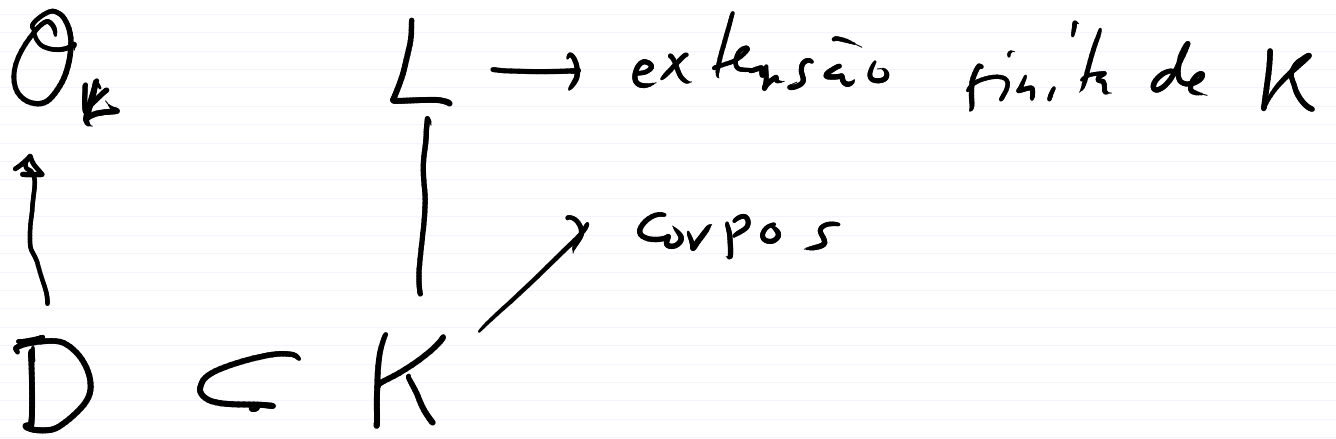 O_K L → extensão finita de K
corpos
D ⊂ K